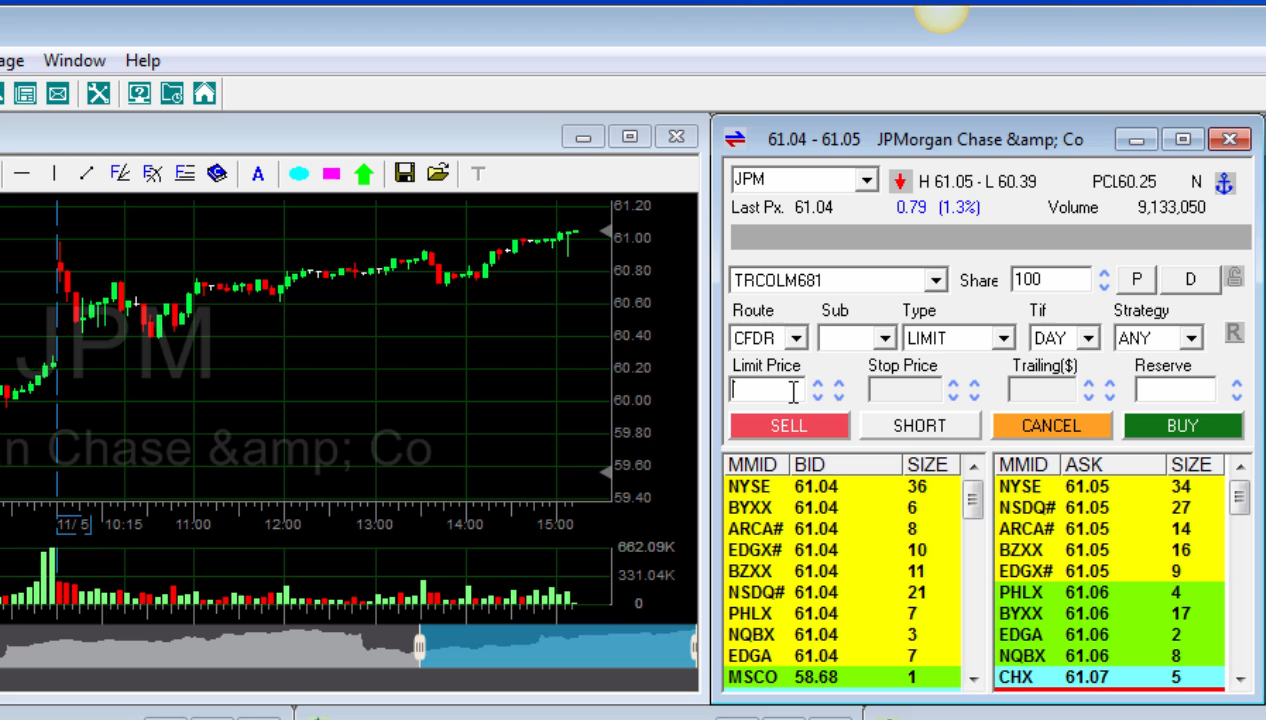 age Window Help
61.04 - 61.05 JPMorgan Chase &amp; Co
A T
JPM H 61.05 - L 60.39 PCL60.25 N
Last Px. 61.04 0.79 (1.3%) Volume 9,133,050
TRCOLM681 Share 100 P D
Route Sub Type Tif Strategy
CFDR LIMIT DAY ANY R
Limit Price Stop Price Trailing($) Reserve
SELL SHORT CANCEL BUY
MMID BID SIZE MMID ASK SIZE
NYSE 61.04 36 NYSE 61.05 34
BYXX 61.04 6 NSDQ# 61.05 27
ARCA# 61.04 8 ARCA# 61.05 14
EDGX# 61.04 10 BZXX 61.05 16
BZXX 61.04 11 EDGX# 61.05 9
NSDQ# 61.04 21 PHLX 61.06 4
PHLX 61.04 7 BYXX 61.06 17
NQBX 61.04 3 EDGA 61.06 2
EDGA 61.04 7 NQBX 61.06 8
MSCO 58.68 1 CHX 61.07 5
JPM
n Chase &amp; Co
61.20
61.00
60.80
60.60
60.40
60.20
60.00
59.80
59.60
59.40
11/ 5 10:15 11:00 12:00 13:00 14:00 15:00
662.09K
331.04K
0